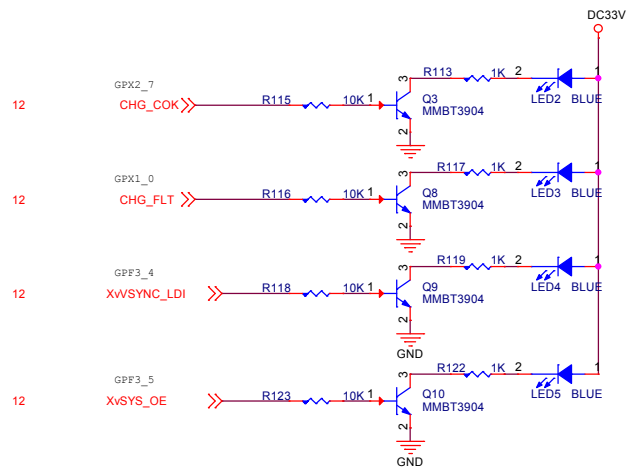 DC33V
GPX2_7
12 CHG_COK R115 10K 1 3 2 Q3 MMBT3904 R113 1K 2 LED2 BLUE 1
GPX1_0
12 CHG_FLT R116 10K 1 3 2 Q8 MMBT3904 R117 1K 2 LED3 BLUE 1
GPF3_4
12 XvVSYNC_LDI R118 10K 1 3 2 Q9 MMBT3904 R119 1K 2 LED4 BLUE 1
GND
GPF3_5
12 XvSYS_OE R123 10K 1 3 2 Q10 MMBT3904 R122 1K 2 LED5 BLUE 1
GND